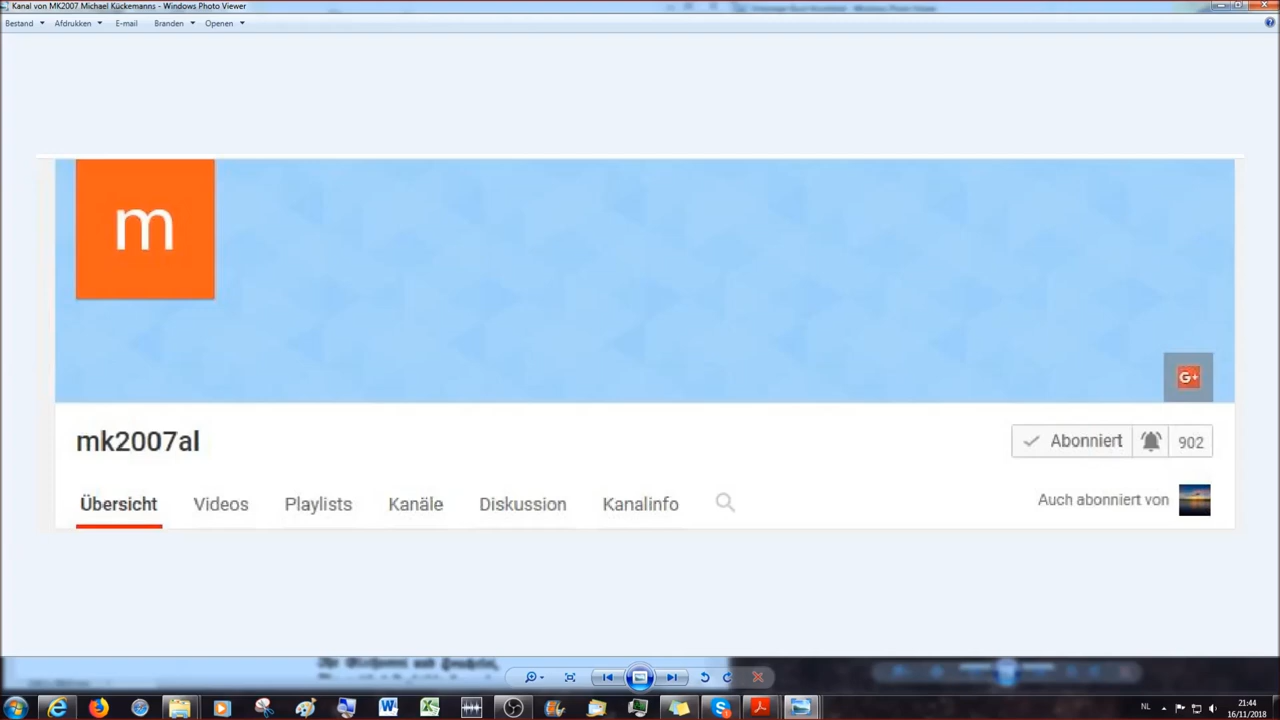 Kanal von MK2007 Michael Kückemanns - Windows Photo Viewer
Bestand Afdrukken E-mail Branden Openen
m
G+
mk2007al
Abonniert 902
Übersicht Videos Playlists Kanäle Diskussion Kanalinfo
Auch abonniert von
NL
21:44
16/11/2018